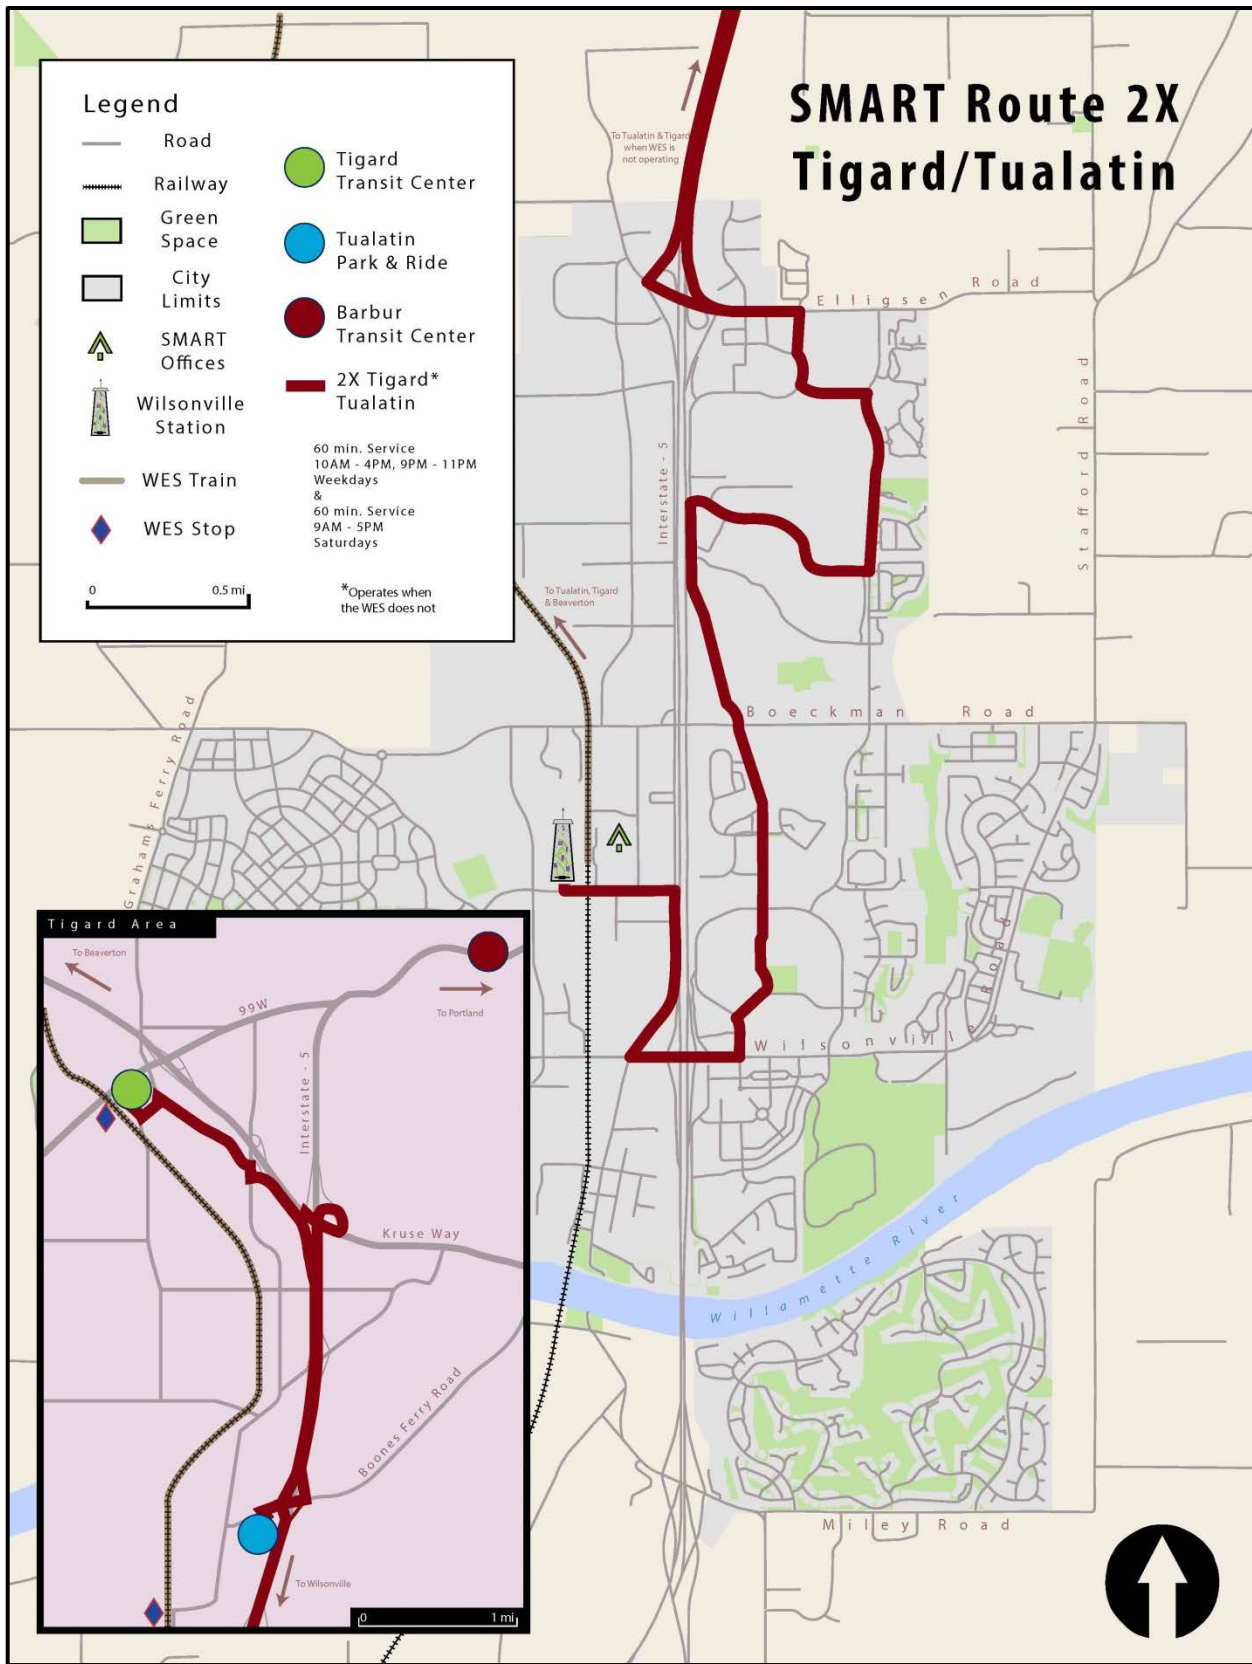 SMART Route 2X
Tigard/Tualatin
Legend
Road
Railway
Green
Space
City
Limits
SMART
Offices
Wilsonville
Station
WES Train
WES Stop
0 0.5 mi
Tigard
Transit Center
Tualatin
Park & Ride
Barbur
Transit Center
2X Tigard*
Tualatin
60 min. Service
10AM - 4PM, 9PM - 11PM
Weekdays
&
60 min. Service
9AM - 5PM
Saturdays
*Operates when
the WES does not
To Tualatin & Tigard
when WES is
not operating
Elligsen Road
Interstate - 5
Stafford Road
To Tualatin, Tigard
& Beaverton
Boeckman Road
Grahams Ferry Road
Wilsonville Road
Willamette River
Miley Road
Tigard Area
To Beaverton
99W
To Portland
Interstate - 5
Kruse Way
Boones Ferry Road
To Wilsonville
0 1 mi